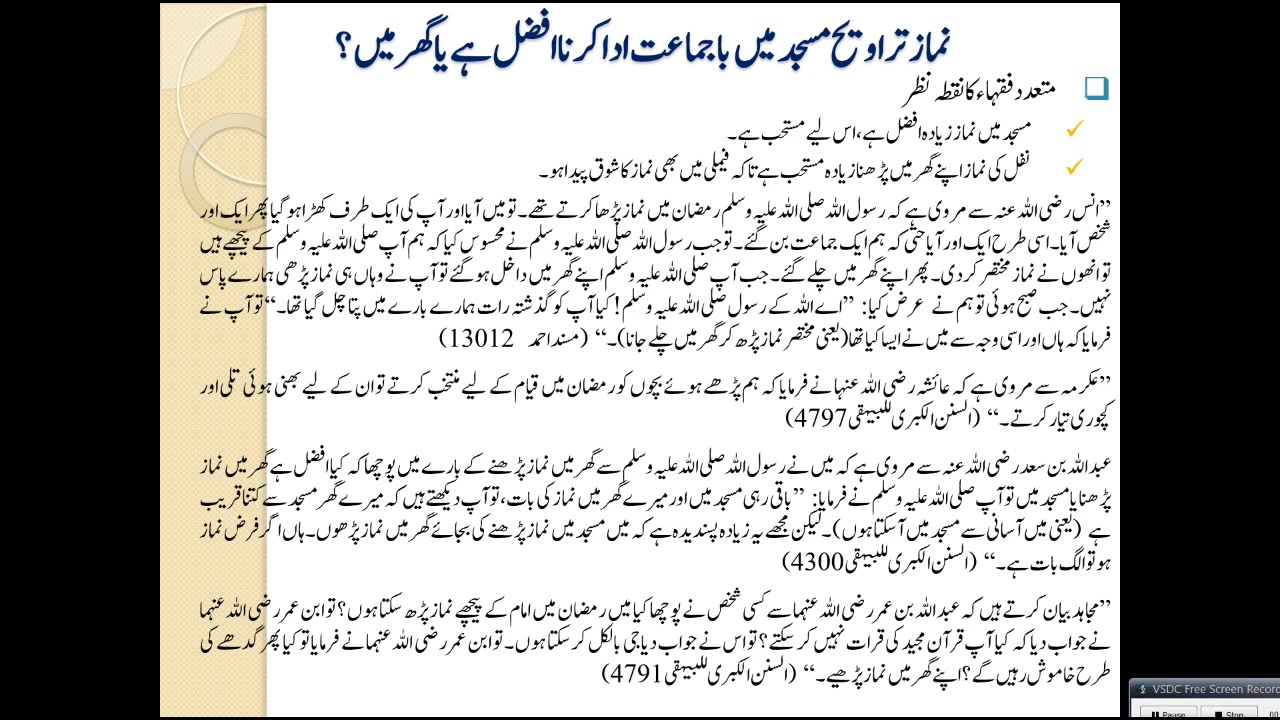 نماز تراویح مسجد میں باجماعت ادا کرنا افضل ہے یا گھر میں؟
متعدد فقہاء کا نقطہ نظر
مسجد میں نماز زیادہ افضل ہے، اس لیے مستحب ہے۔
نفل کی نماز اپنے گھر میں پڑھنا زیادہ مستحب ہے تاکہ فیملی میں بھی نماز کا شوق پیدا ہو۔
”انس رضی اللہ عنہ سے مروی ہے کہ رسول اللہ صلی اللہ علیہ وسلم رمضان میں نماز پڑھا کرتے تھے۔ تو میں آیا اور آپ کی ایک طرف کھڑا ہو گیا پھر ایک اور
شخص آیا۔ اسی طرح ایک اور آیا حتیٰ کہ ہم ایک جماعت بن گئے۔ تو جب رسول اللہ صلی اللہ علیہ وسلم نے محسوس کیا کہ ہم آپ صلی اللہ علیہ وسلم کے پیچھے ہیں
تو انھوں نے نماز مختصر کر دی۔ پھر اپنے گھر میں چلے گئے۔ جب آپ صلی اللہ علیہ وسلم اپنے گھر میں داخل ہو گئے تو آپ نے وہاں ہی نماز پڑھی ہمارے پاس
نہیں۔ جب صبح ہوئی تو ہم نے عرض کیا: ”اے اللہ کے رسول صلی اللہ علیہ وسلم! کیا آپ کو گذشتہ رات ہمارے بارے میں پتا چل گیا تھا۔“ تو آپ نے
فرمایا کہ ہاں اور اسی وجہ سے میں نے ایسا کیا تھا (یعنی مختصر نماز پڑھ کر گھر میں چلے جانا)۔“ (مسند احمد 13012)
”عکرمہ سے مروی ہے کہ عائشہ رضی اللہ عنہا نے فرمایا کہ ہم پڑھے ہوئے بچوں کو رمضان میں قیام کے لیے منتخب کرتے تو ان کے لیے بھنی ہوئی تلی اور
کچوری تیار کرتے۔“ (السنن الکبری للبیہقی 4797)
عبداللہ بن سعد رضی اللہ عنہ سے مروی ہے کہ میں نے رسول اللہ صلی اللہ علیہ وسلم سے گھر میں نماز پڑھنے کے بارے میں پوچھا کہ کیا افضل ہے گھر میں نماز
پڑھنا یا مسجد میں تو آپ صلی اللہ علیہ وسلم نے فرمایا: ”باقی رہی مسجد میں اور میرے گھر میں نماز کی بات، تو آپ دیکھتے ہیں کہ میرے گھر مسجد سے کتنا قریب
ہے (یعنی میں آسانی سے مسجد میں آ سکتا ہوں)۔ لیکن مجھے یہ زیادہ پسندیدہ ہے کہ میں مسجد میں نماز پڑھنے کی بجائے گھر میں نماز پڑھوں۔ ہاں اگر فرض نماز
ہو تو الگ بات ہے۔“ (السنن الکبری للبیہقی 4300)
”مجاہد بیان کرتے ہیں کہ عبداللہ بن عمر رضی اللہ عنہما سے کسی شخص نے پوچھا کیا میں رمضان میں امام کے پیچھے نماز پڑھ سکتا ہوں؟ تو ابن عمر رضی اللہ عنہما
نے جواب دیا کہ کیا آپ قرآن مجید کی قرات نہیں کر سکتے؟ تو اس نے جواب دیا جی بالکل کر سکتا ہوں۔ تو ابن عمر رضی اللہ عنہما نے فرمایا تو کیا پھر گدھے کی
طرح خاموش رہیں گے؟ اپنے گھر میں نماز پڑھیے۔“ (السنن الکبری للبیہقی 4791)
VSDC Free Screen Recor
Pause Stop 00